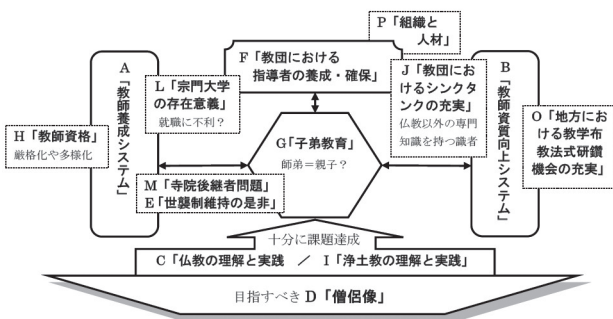 P「組織と
人材」
F「教団における
指導者の養成・確保」
A「教師養成システム」
L「宗門大学
の存在意義」
就職に不利？
J「教団にお
けるシンクタ
ンクの充実」
仏教以外の専門
知識を持つ識者
B「教師資質向上システム」
O「地方にお
ける教学布
教法式研鑽
機会の充実」
H「教師資格」
厳格化や多様化
G「子弟教育」
師弟＝親子？
M「寺院後継者問題」
E「世襲制維持の是非」
十分に課題達成
C「仏教の理解と実践　／　I「浄土教の理解と実践」
目指すべき D「僧侶像」